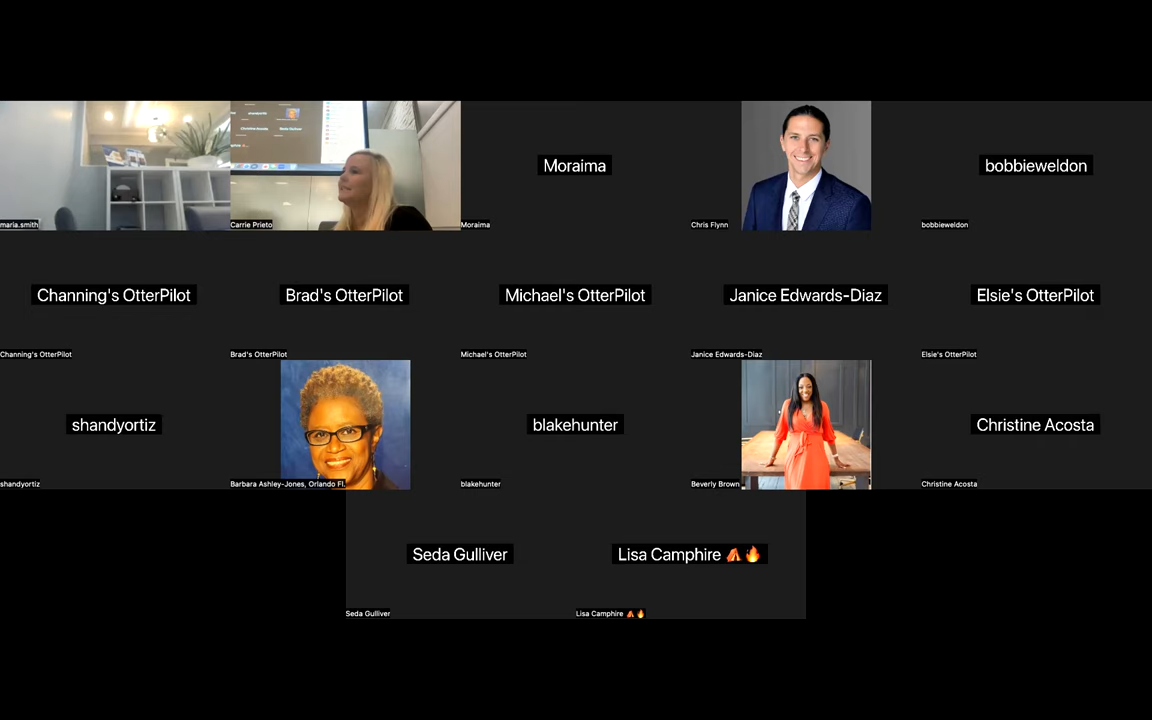 maria.smith
Carrie Prieto
Moraima
Moraima
Chris Flynn
bobbieweldon
bobbieweldon
Channing's OtterPilot
Channing's OtterPilot
Brad's OtterPilot
Brad's OtterPilot
Michael's OtterPilot
Michael's OtterPilot
Janice Edwards-Diaz
Janice Edwards-Diaz
Elsie's OtterPilot
Elsie's OtterPilot
shandyortiz
shandyortiz
Barbara Ashley-Jones, Orlando Fl.
blakehunter
blakehunter
Beverly Brown
Christine Acosta
Christine Acosta
Seda Gulliver
Seda Gulliver
Lisa Camphire ⛺🔥
Lisa Camphire ⛺🔥